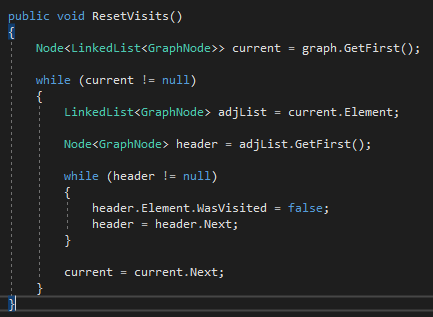 public void ResetVisits()
{
    Node<LinkedList<GraphNode>> current = graph.GetFirst();
    while (current != null)
    {
        LinkedList<GraphNode> adjList = current.Element;
        Node<GraphNode> header = adjList.GetFirst();
        while (header != null)
        {
            header.Element.WasVisited = false;
            header = header.Next;
        }
        current = current.Next;
    }
}